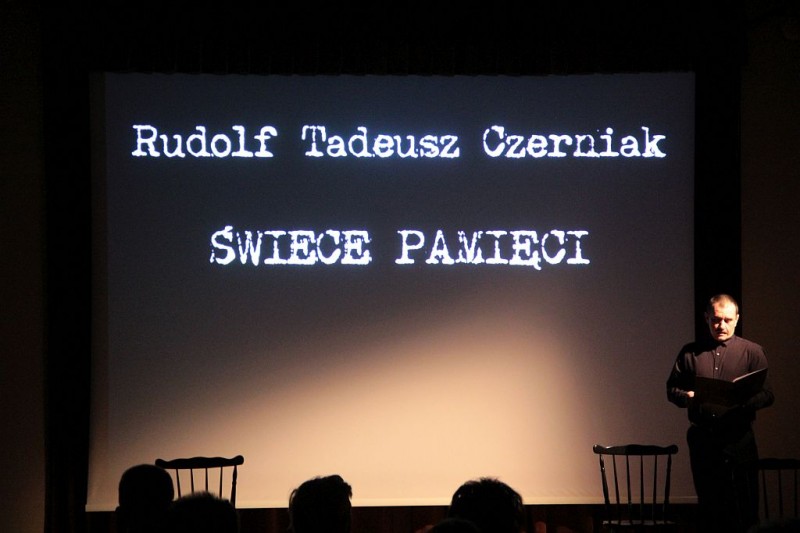 Rudolf Tadeusz Czerniak
ŚWIECE PAMIĘCI